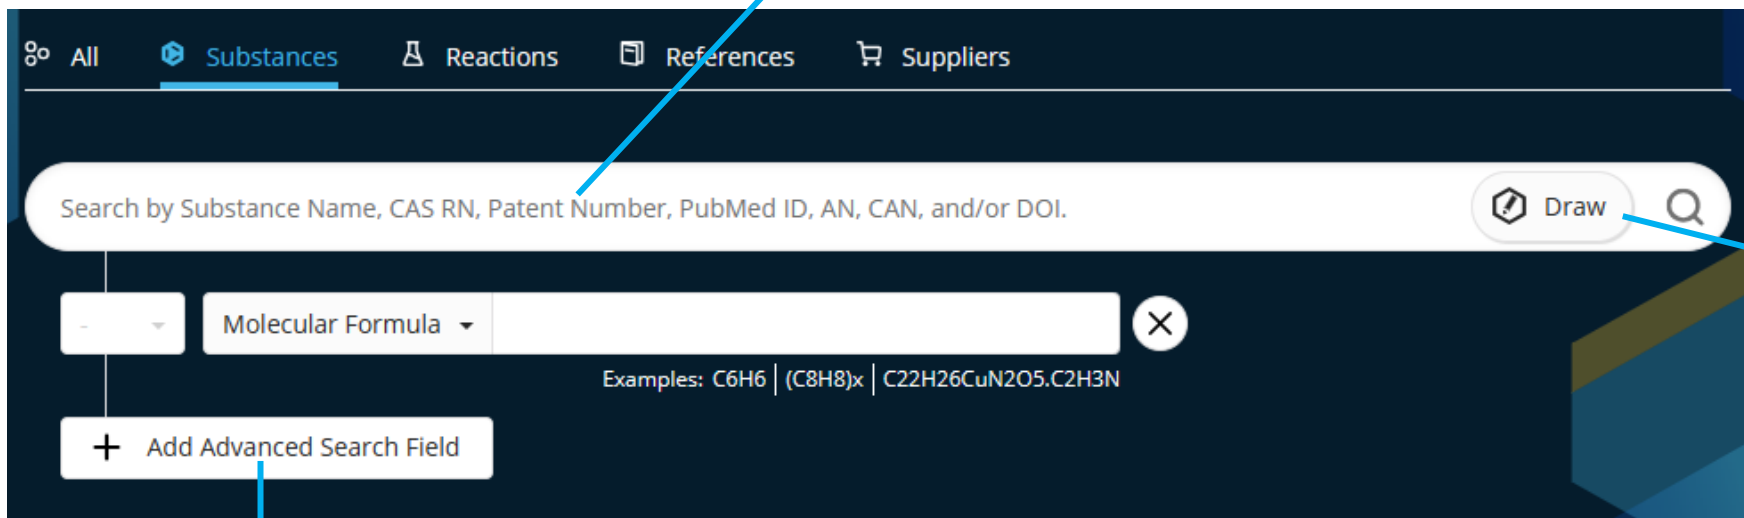 All Substances Reactions References Suppliers
Search by Substance Name, CAS RN, Patent Number, PubMed ID, AN, CAN, and/or DOI. Draw
- Molecular Formula
Examples: C6H6 | (C8H8)x | C22H26CuN2O5.C2H3N
+ Add Advanced Search Field